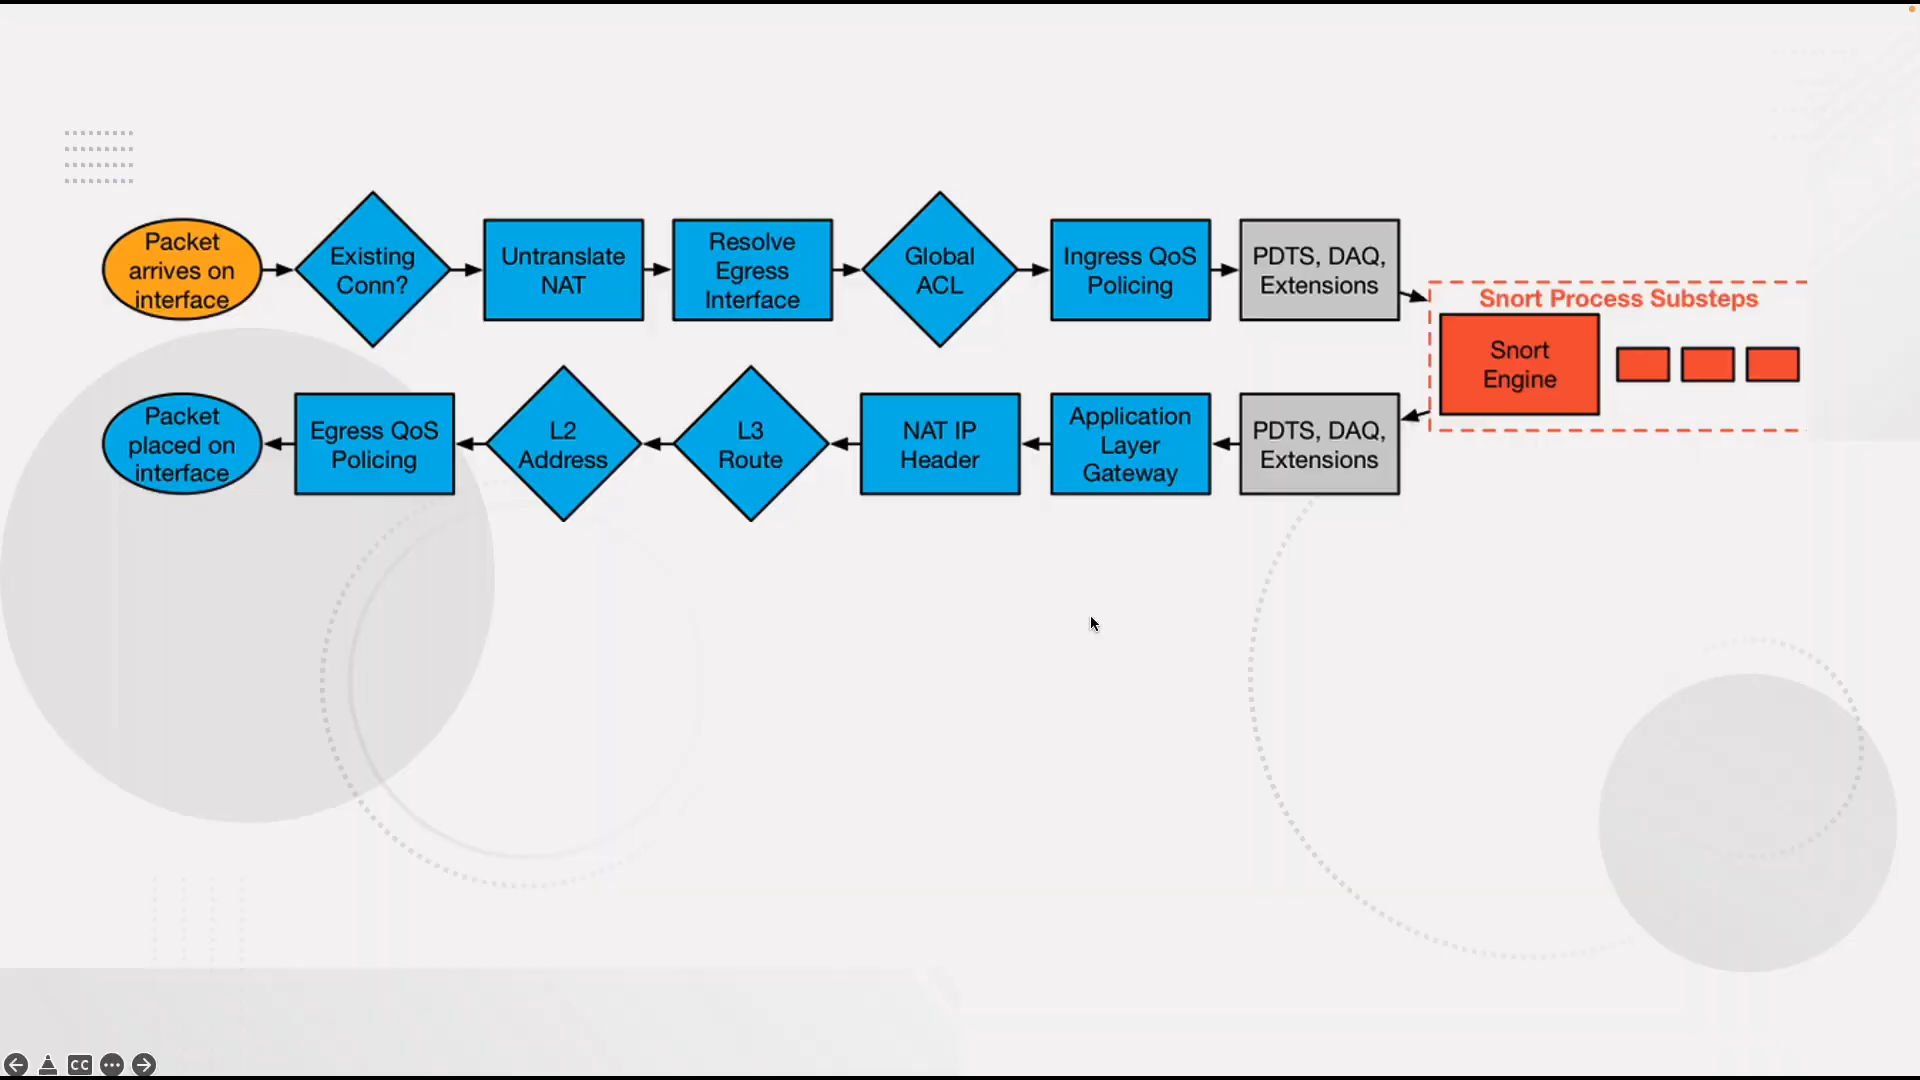 Packet
arrives on
interface
Existing
Conn?
Untranslate
NAT
Resolve
Egress
Interface
Global
ACL
Ingress QoS
Policing
PDTS, DAQ,
Extensions
Snort Process Substeps
Snort
Engine
Packet
placed on
interface
Egress QoS
Policing
L2
Address
L3
Route
NAT IP
Header
Application
Layer
Gateway
PDTS, DAQ,
Extensions
CC